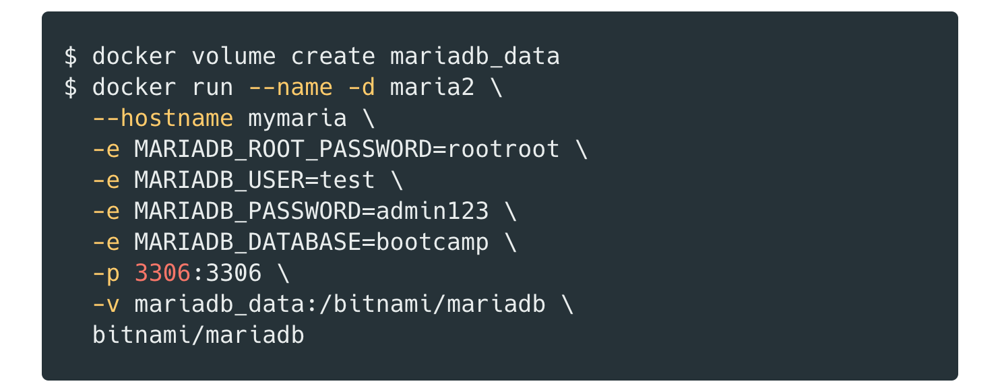 $ docker volume create mariadb_data
$ docker run --name -d maria2 \
  --hostname mymaria \
  -e MARIADB_ROOT_PASSWORD=rootroot \
  -e MARIADB_USER=test \
  -e MARIADB_PASSWORD=admin123 \
  -e MARIADB_DATABASE=bootcamp \
  -p 3306:3306 \
  -v mariadb_data:/bitnami/mariadb \
  bitnami/mariadb